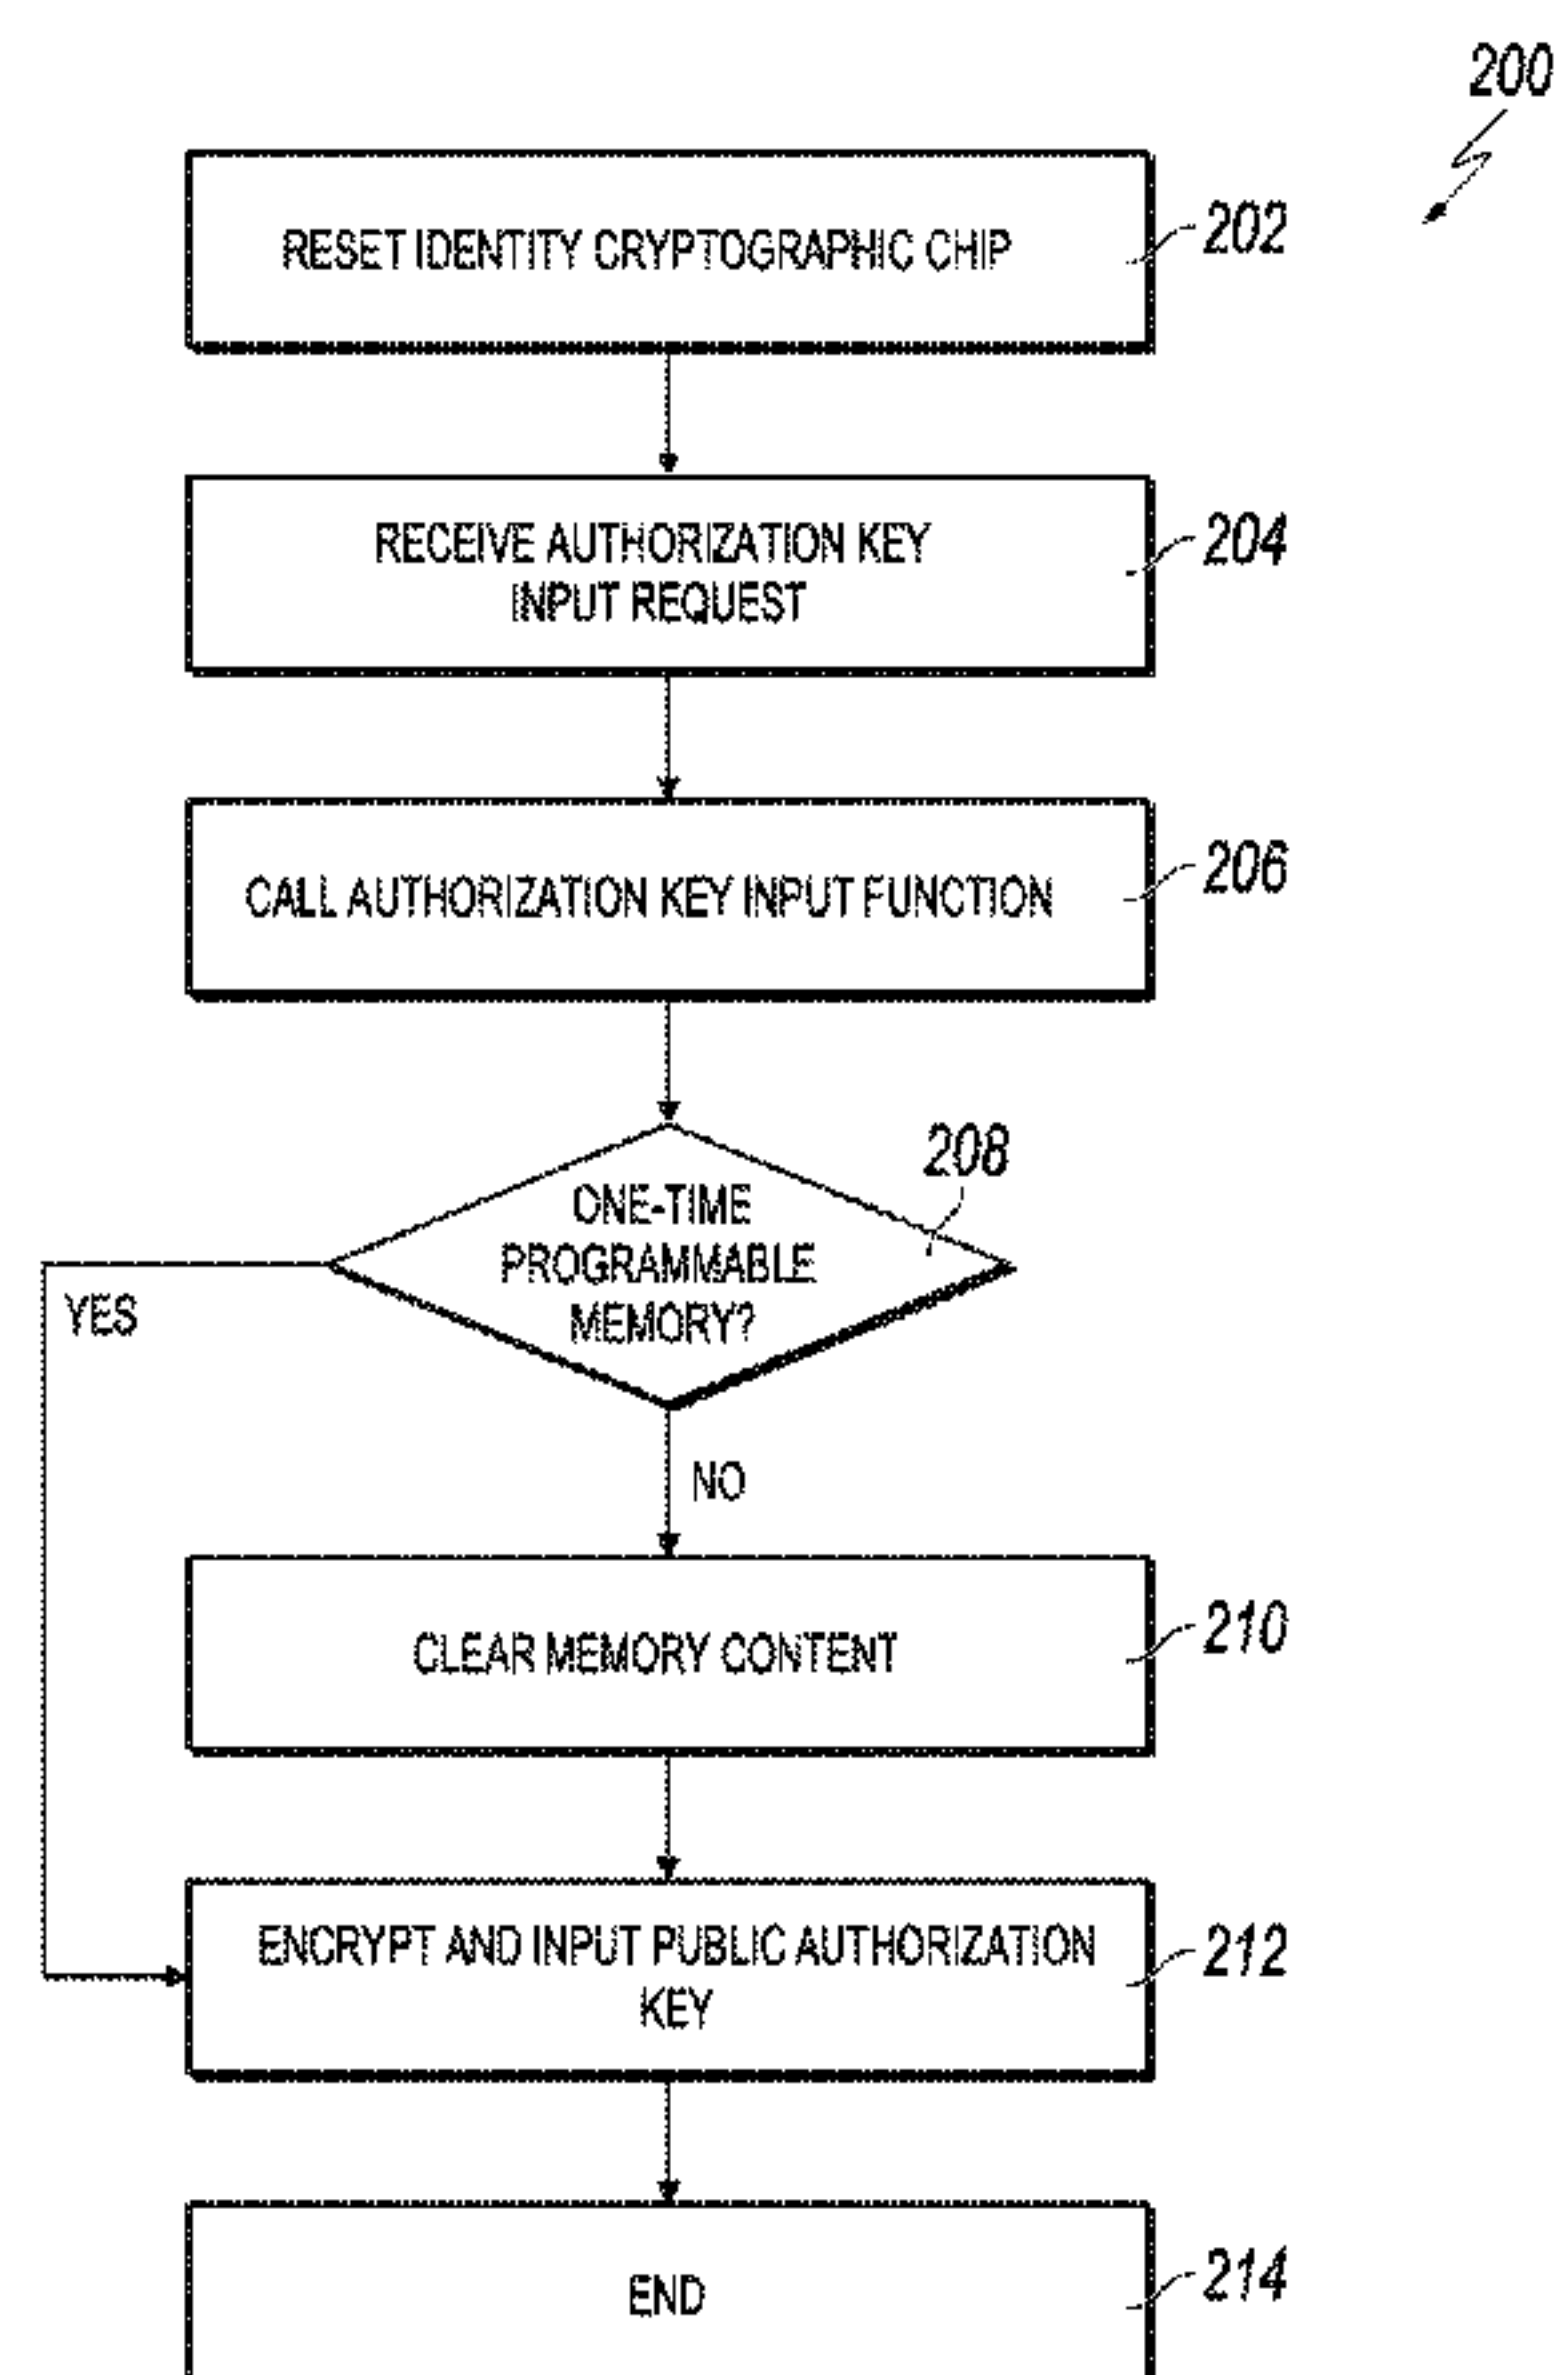 200
RESET IDENTITY CRYPTOGRAPHIC CHIP
202
RECEIVE AUTHORIZATION KEY
INPUT REQUEST
204
CALL AUTHORIZATION KEY INPUT FUNCTION
206
208
ONE-TIME
PROGRAMMABLE
MEMORY?
YES
NO
CLEAR MEMORY CONTENT
210
ENCRYPT AND INPUT PUBLIC AUTHORIZATION
KEY
212
END
214